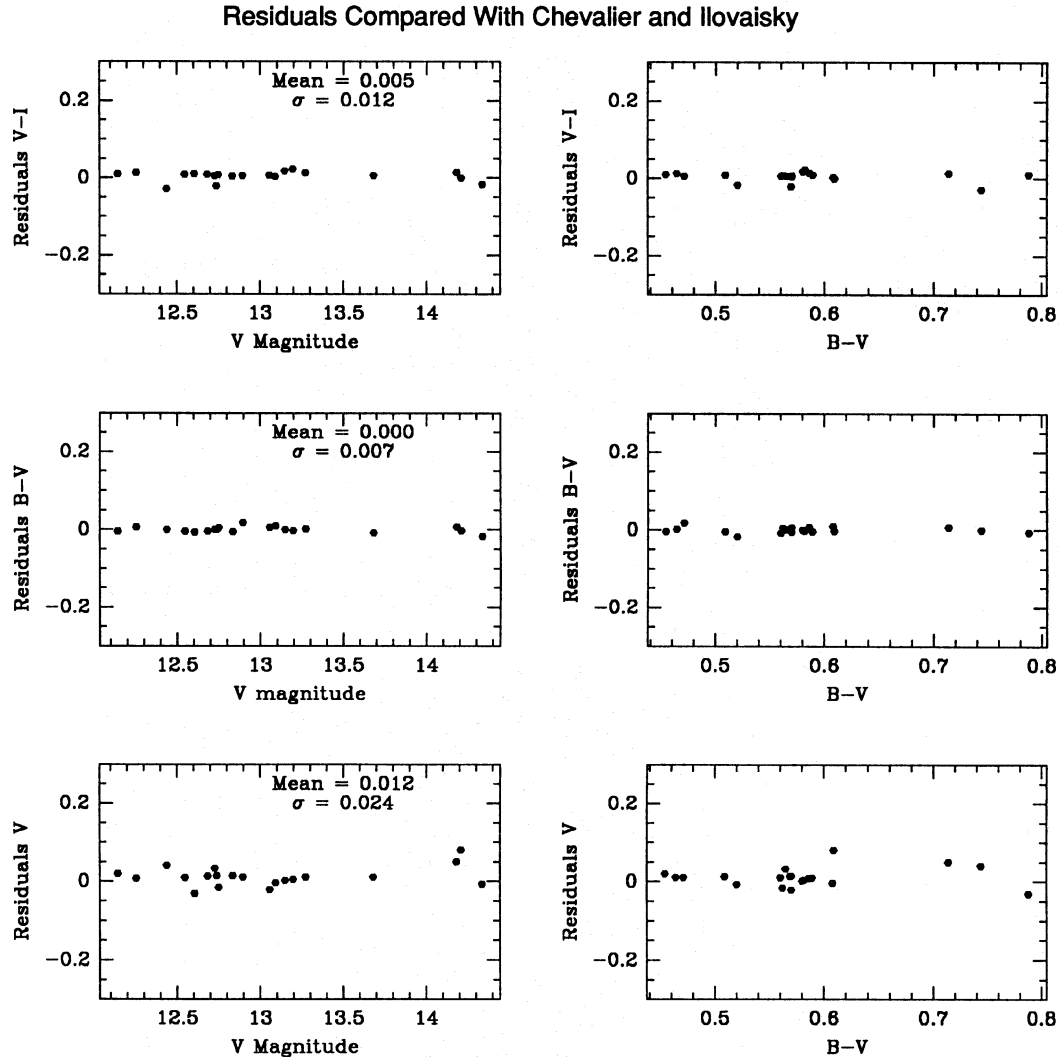 Residuals Compared With Chevalier and Ilovaisky
Mean = 0.005
σ = 0.012
0.2
0
−0.2
Residuals V−I
12.5 13 13.5 14
V Magnitude
0.2
0
−0.2
Residuals V−I
0.5 0.6 0.7 0.8
B−V
Mean = 0.000
σ = 0.007
0.2
0
−0.2
Residuals B−V
12.5 13 13.5 14
V magnitude
0.2
0
−0.2
Residuals B−V
0.5 0.6 0.7 0.8
B−V
Mean = 0.012
σ = 0.024
0.2
0
−0.2
Residuals V
12.5 13 13.5 14
V Magnitude
0.2
0
−0.2
Residuals V
0.5 0.6 0.7 0.8
B−V